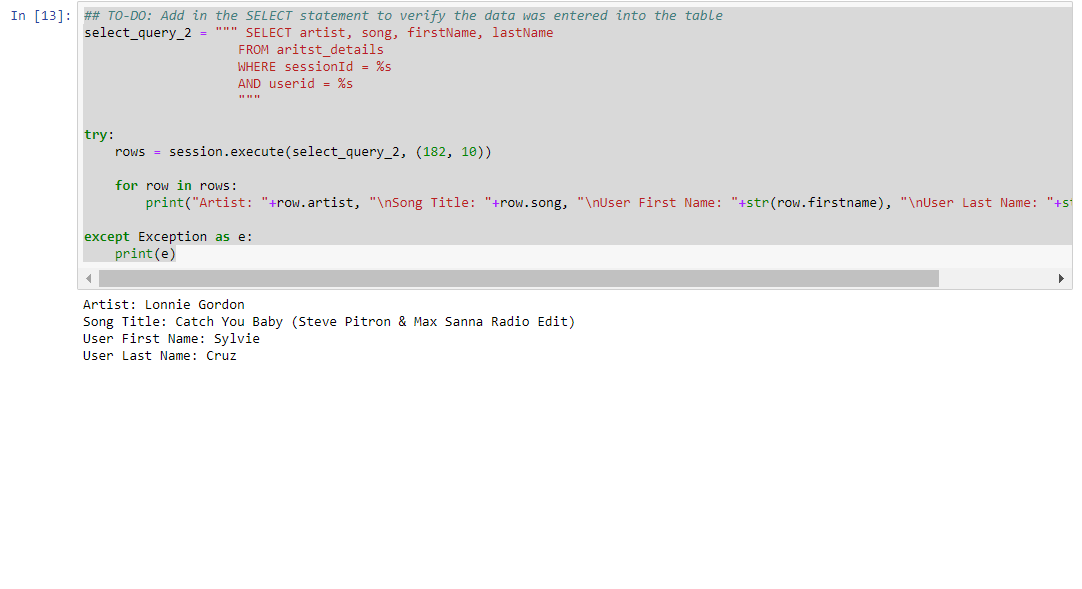 In [13]: ## TO-DO: Add in the SELECT statement to verify the data was entered into the table
select_query_2 = """ SELECT artist, song, firstName, lastName
FROM aritst_details
WHERE sessionId = %s
AND userid = %s
"""
try:
rows = session.execute(select_query_2, (182, 10))
for row in rows:
print("Artist: "+row.artist, "\nSong Title: "+row.song, "\nUser First Name: "+str(row.firstname), "\nUser Last Name: "+s
except Exception as e:
print(e)
Artist: Lonnie Gordon
Song Title: Catch You Baby (Steve Pitron & Max Sanna Radio Edit)
User First Name: Sylvie
User Last Name: Cruz